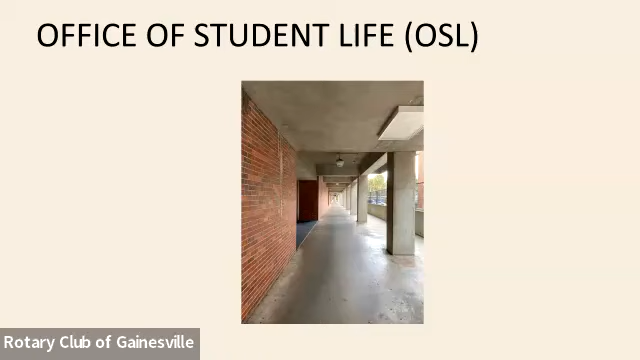 OFFICE OF STUDENT LIFE (OSL)
Rotary Club of Gainesville